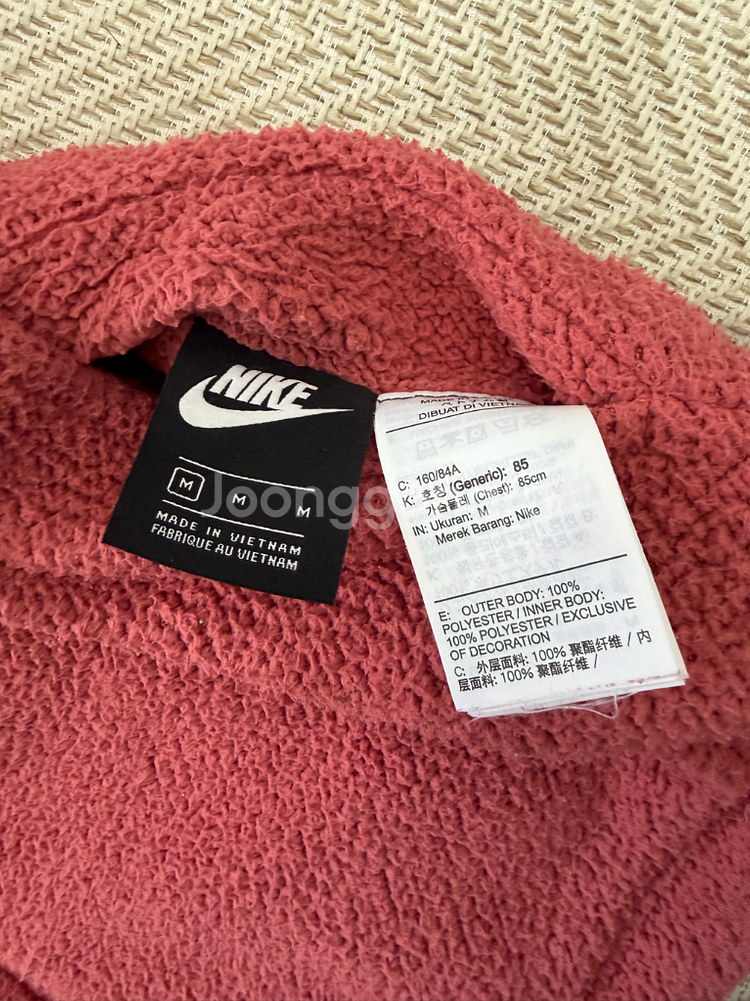 NIKE
M M M
MADE IN VIETNAM
FABRIQUE AU VIETNAM
Joongg
DIBUAT DI VIETNAM
C: 160/84A
K: 호칭 (Generic): 85
가슴둘레 (Chest): 85cm
IN: Ukuran: M
Merek Barang: Nike
E: OUTER BODY: 100%
POLYESTER / INNER BODY:
100% POLYESTER / EXCLUSIVE
OF DECORATION
C: 外层面料: 100% 聚酯纤维 / 内
层面料: 100% 聚酯纤维 /